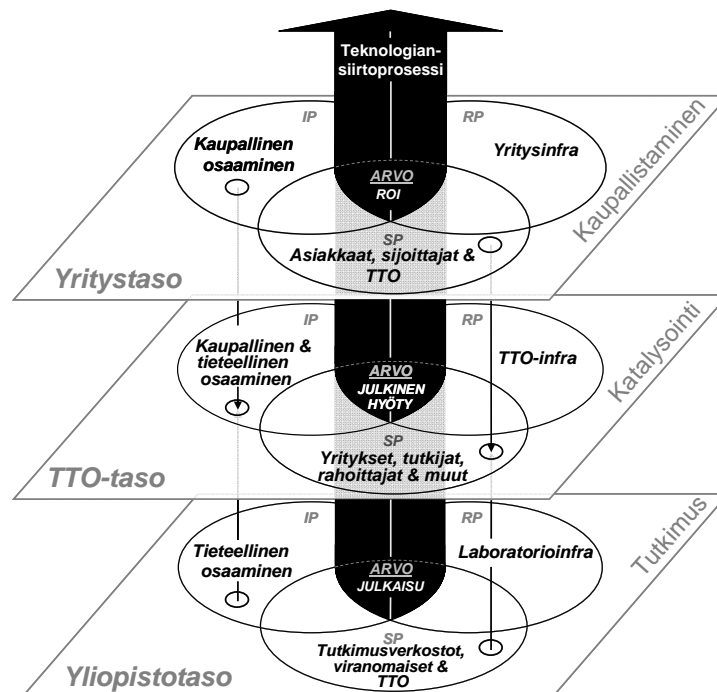 Teknologian-
siirtoprosessi
IP
RP
Kaupallinen
osaaminen
Yritysinfra
ARVO
ROI
SP
Asiakkaat, sijoittajat &
TTO
Yritystaso
Kaupallistaminen
IP
RP
Kaupallinen &
tieteellinen
osaaminen
TTO-infra
ARVO
JULKINEN
HYÖTY
SP
Yritykset, tutkijat,
rahoittajat & muut
TTO-taso
Katalysointi
IP
RP
Tieteellinen
osaaminen
Laboratorioinfra
ARVO
JULKAISU
SP
Tutkimusverkostot,
viranomaiset &
TTO
Yliopistotaso
Tutkimus